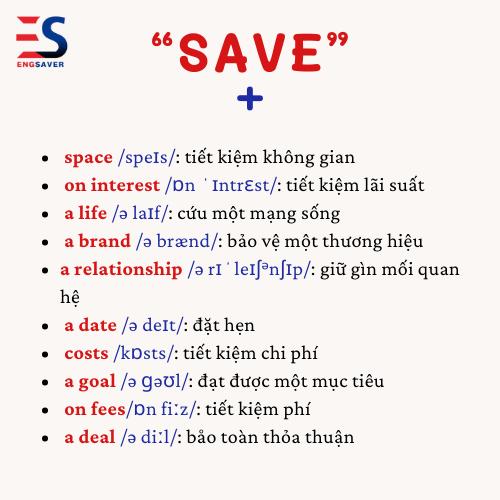 ES
ENGSAVER
“SAVE”
+
• space /speɪs/: tiết kiệm không gian
• on interest /ɒn ˈɪntrɛst/: tiết kiệm lãi suất
• a life /ə laɪf/: cứu một mạng sống
• a brand /ə brænd/: bảo vệ một thương hiệu
• a relationship /ə rɪˈleɪʃᵊnʃɪp/: giữ gìn mối quan
hệ
• a date /ə deɪt/: đặt hẹn
• costs /kɒsts/: tiết kiệm chi phí
• a goal /ə ɡəʊl/: đạt được một mục tiêu
• on fees/ɒn fiːz/: tiết kiệm phí
• a deal /ə diːl/: bảo toàn thỏa thuận